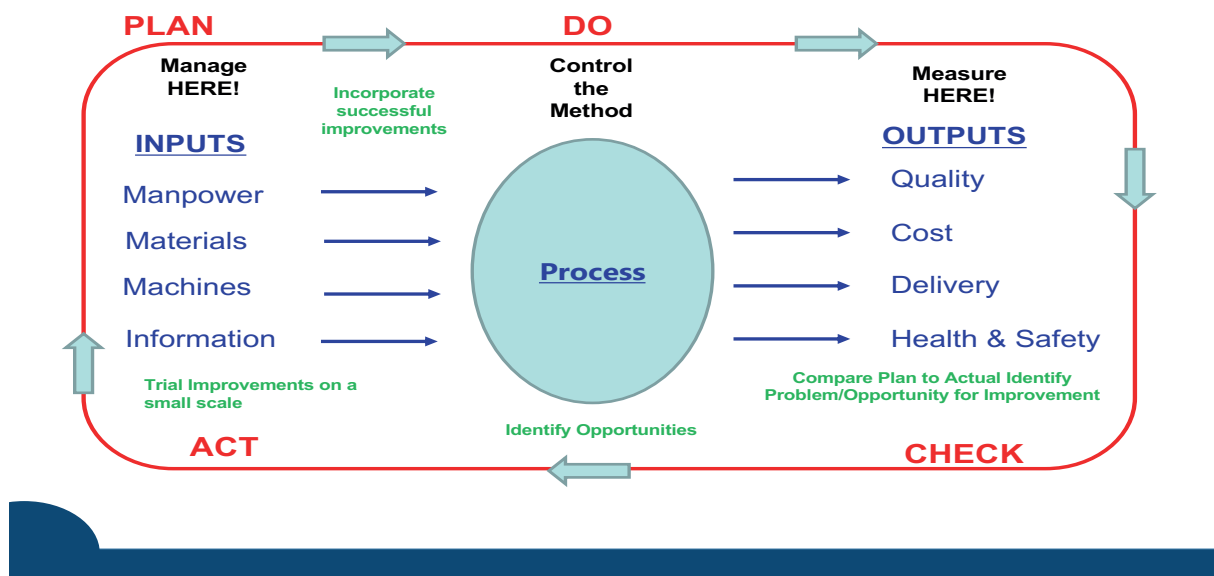 PLAN
DO
Manage
HERE!
Incorporate
successful
improvements
Control
the
Method
Measure
HERE!
INPUTS
Manpower
Materials
Machines
Information
Process
OUTPUTS
Quality
Cost
Delivery
Health & Safety
Trial Improvements on a
small scale
Identify Opportunities
Compare Plan to Actual Identify
Problem/Opportunity for Improvement
ACT
CHECK